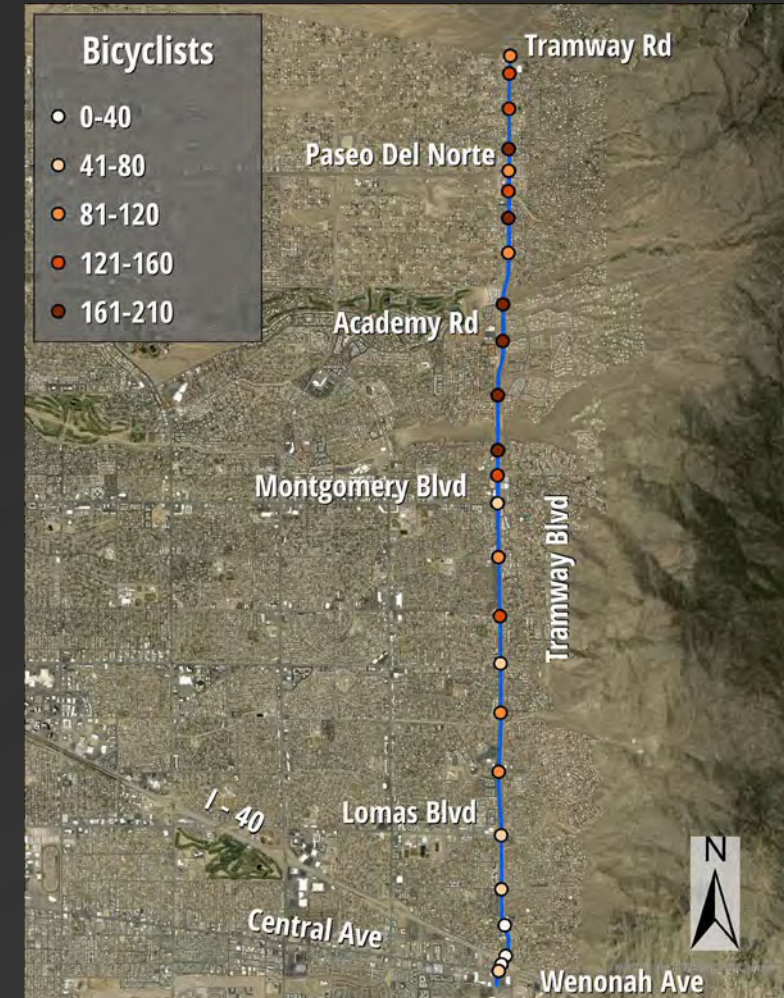 Bicyclists
0-40
41-80
81-120
121-160
161-210
Tramway Rd
Paseo Del Norte
Academy Rd
Montgomery Blvd
Tramway Blvd
Lomas Blvd
I - 40
Central Ave
Wenonah Ave
N